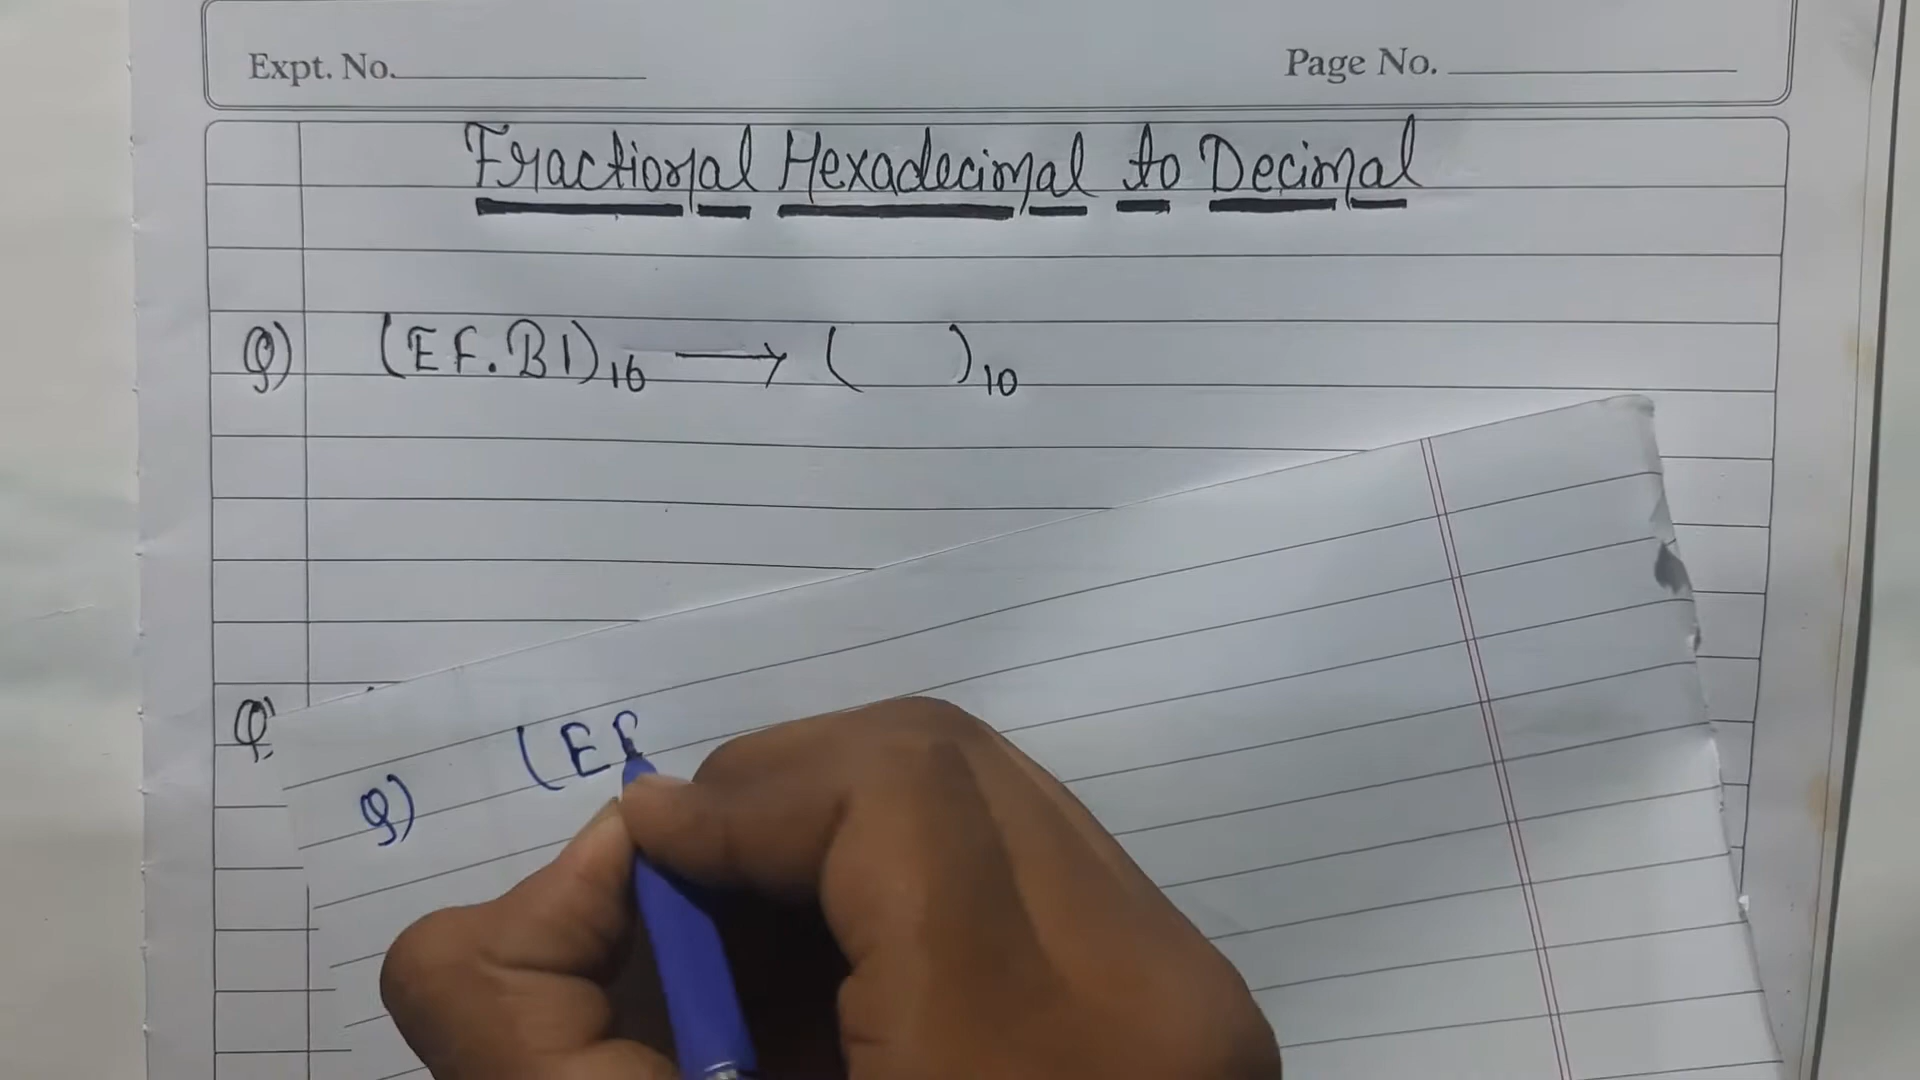 Expt. No. Page No.
Fractional Hexadecimal to Decimal
Q) (EF.B1)₁₆ → ( )₁₀
Q
Q) (EF